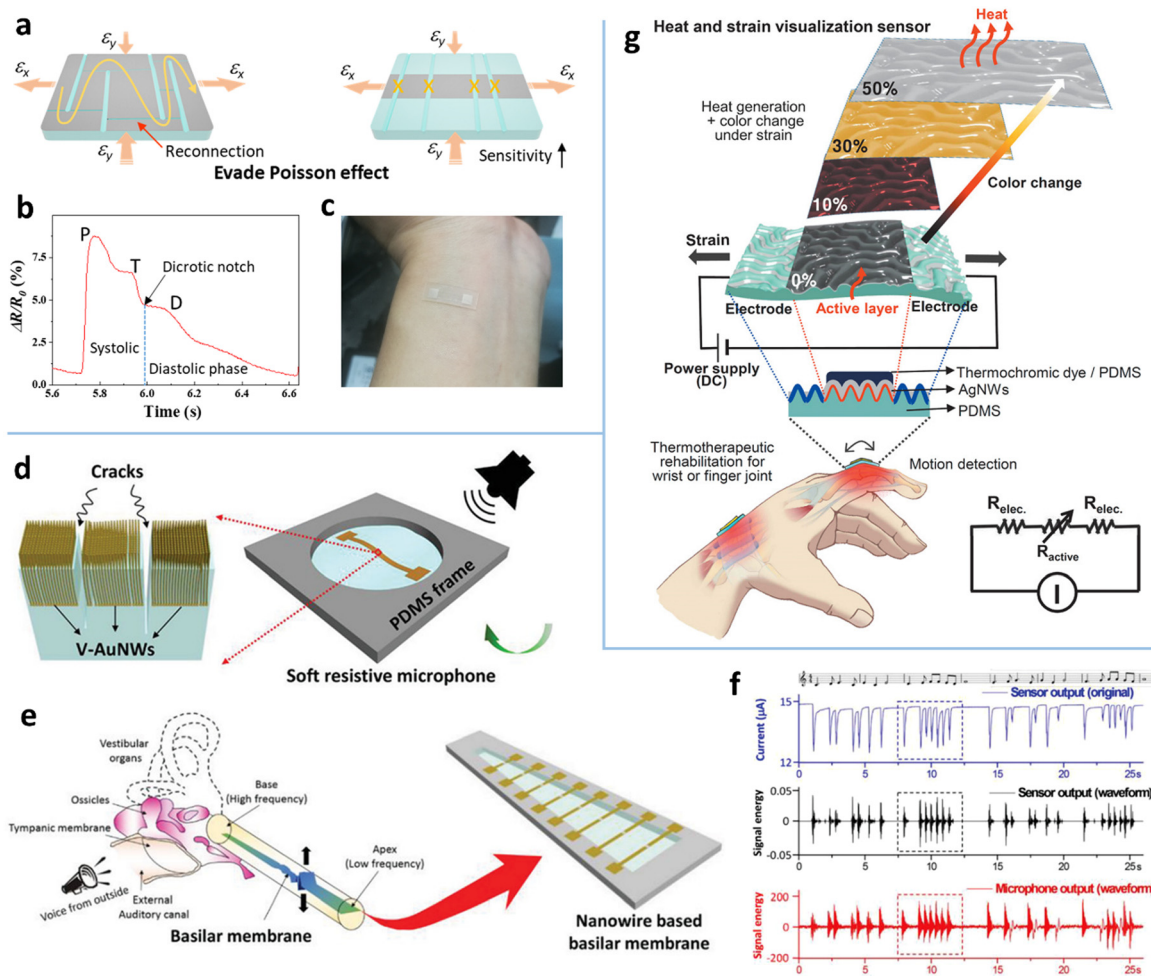 a
εy
εy
εx
εx
εx
εx
εy
εy
Reconnection
Sensitivity ↑
Evade Poisson effect
b
ΔR/R0 (%)
7.5
5.0
2.5
0.0
P
T
D
Dicrotic notch
Systolic
Diastolic phase
5.6
5.8
6.0
6.2
6.4
6.6
Time (s)
c
d
Cracks
V-AuNWs
PDMS frame
Soft resistive microphone
e
Vestibular
organs
Ossicles
Tympanic membrane
Voice from outside
External
Auditory canal
Base
(High frequency)
Apex
(Low frequency)
Basilar membrane
Nanowire based
basilar membrane
g
Heat and strain visualization sensor
Heat
50%
Heat generation
+ color change
under strain
30%
10%
Color change
Strain
0%
Electrode
Active layer
Electrode
Power supply
(DC)
Thermochromic dye / PDMS
AgNWs
PDMS
Thermotherapeutic
rehabilitation for
wrist or finger joint
Motion detection
Relec.
Relec.
Ractive
I
f
Sensor output (original)
Current (µA)
15
12
0
5
10
15
20
25s
Sensor output (waveform)
Signal energy
0.05
0
-0.05
0
5
10
15
20
25s
Microphone output (waveform)
Signal energy
200
0
-200
0
5
10
15
20
25s